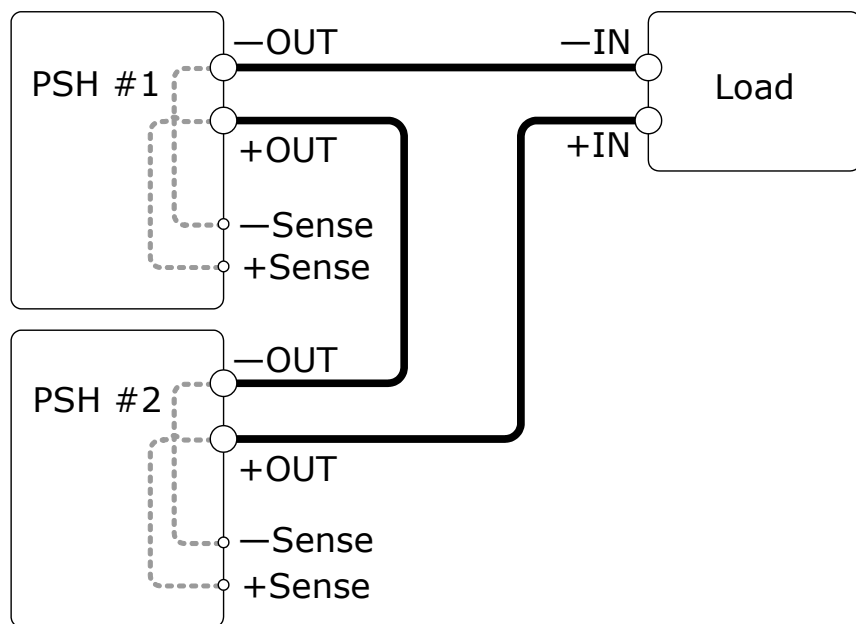 —OUT
—IN
PSH #1
Load
+OUT
+IN
—Sense
+Sense
—OUT
PSH #2
+OUT
—Sense
+Sense